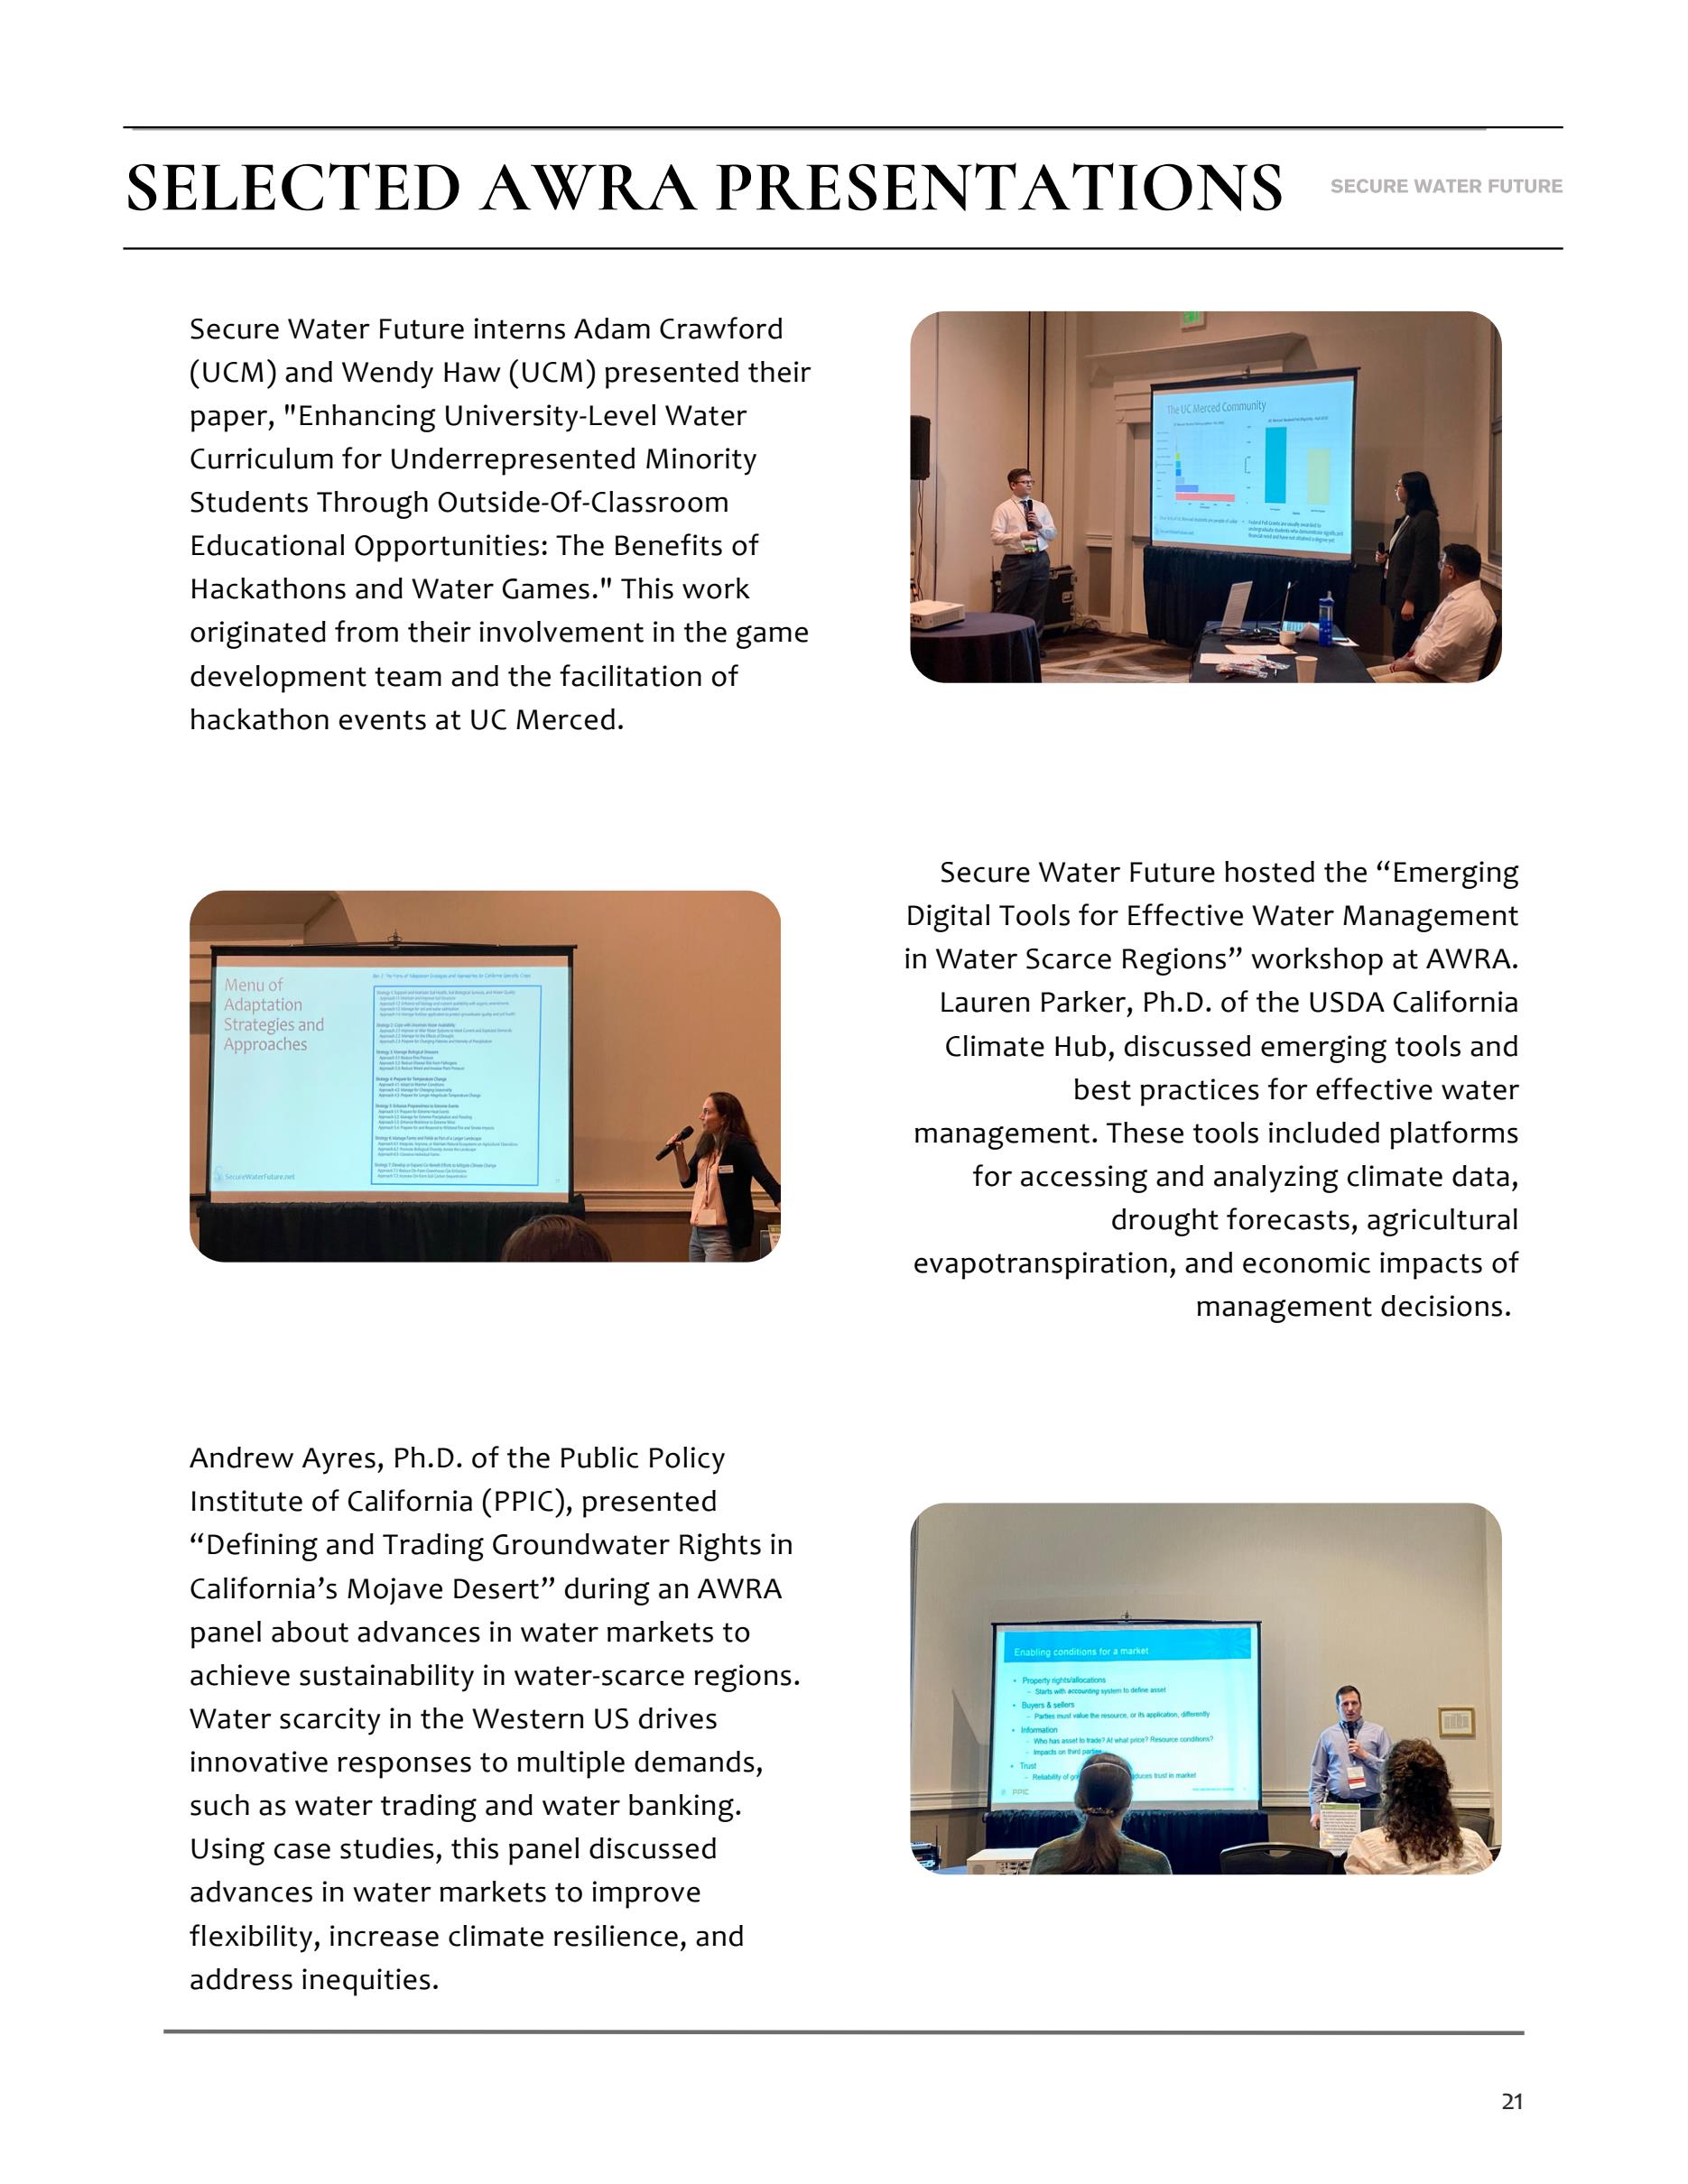 SELECTED AWRA PRESENTATIONS
SECURE WATER FUTURE
Secure Water Future interns Adam Crawford
(UCM) and Wendy Haw (UCM) presented their
paper, "Enhancing University-Level Water
Curriculum for Underrepresented Minority
Students Through Outside-Of-Classroom
Educational Opportunities: The Benefits of
Hackathons and Water Games." This work
originated from their involvement in the game
development team and the facilitation of
hackathon events at UC Merced.
The UC Merced Community
Menu of
Adaptation
Strategies and
Approaches
SecureWaterFuture.net
Secure Water Future hosted the “Emerging
Digital Tools for Effective Water Management
in Water Scarce Regions” workshop at AWRA.
Lauren Parker, Ph.D. of the USDA California
Climate Hub, discussed emerging tools and
best practices for effective water
management. These tools included platforms
for accessing and analyzing climate data,
drought forecasts, agricultural
evapotranspiration, and economic impacts of
management decisions.
Andrew Ayres, Ph.D. of the Public Policy
Institute of California (PPIC), presented
“Defining and Trading Groundwater Rights in
California’s Mojave Desert” during an AWRA
panel about advances in water markets to
achieve sustainability in water-scarce regions.
Water scarcity in the Western US drives
innovative responses to multiple demands,
such as water trading and water banking.
Using case studies, this panel discussed
advances in water markets to improve
flexibility, increase climate resilience, and
address inequities.
Enabling conditions for a market
• Property rights/allocations
– Starts with accounting system to define asset
• Buyers & sellers
– Parties must value the resource, or its application, differently
• Information
– Who has asset to trade? At what price? Resource conditions?
– Impacts on third parties
• Trust
– Reliability of trust in market
PPIC
21